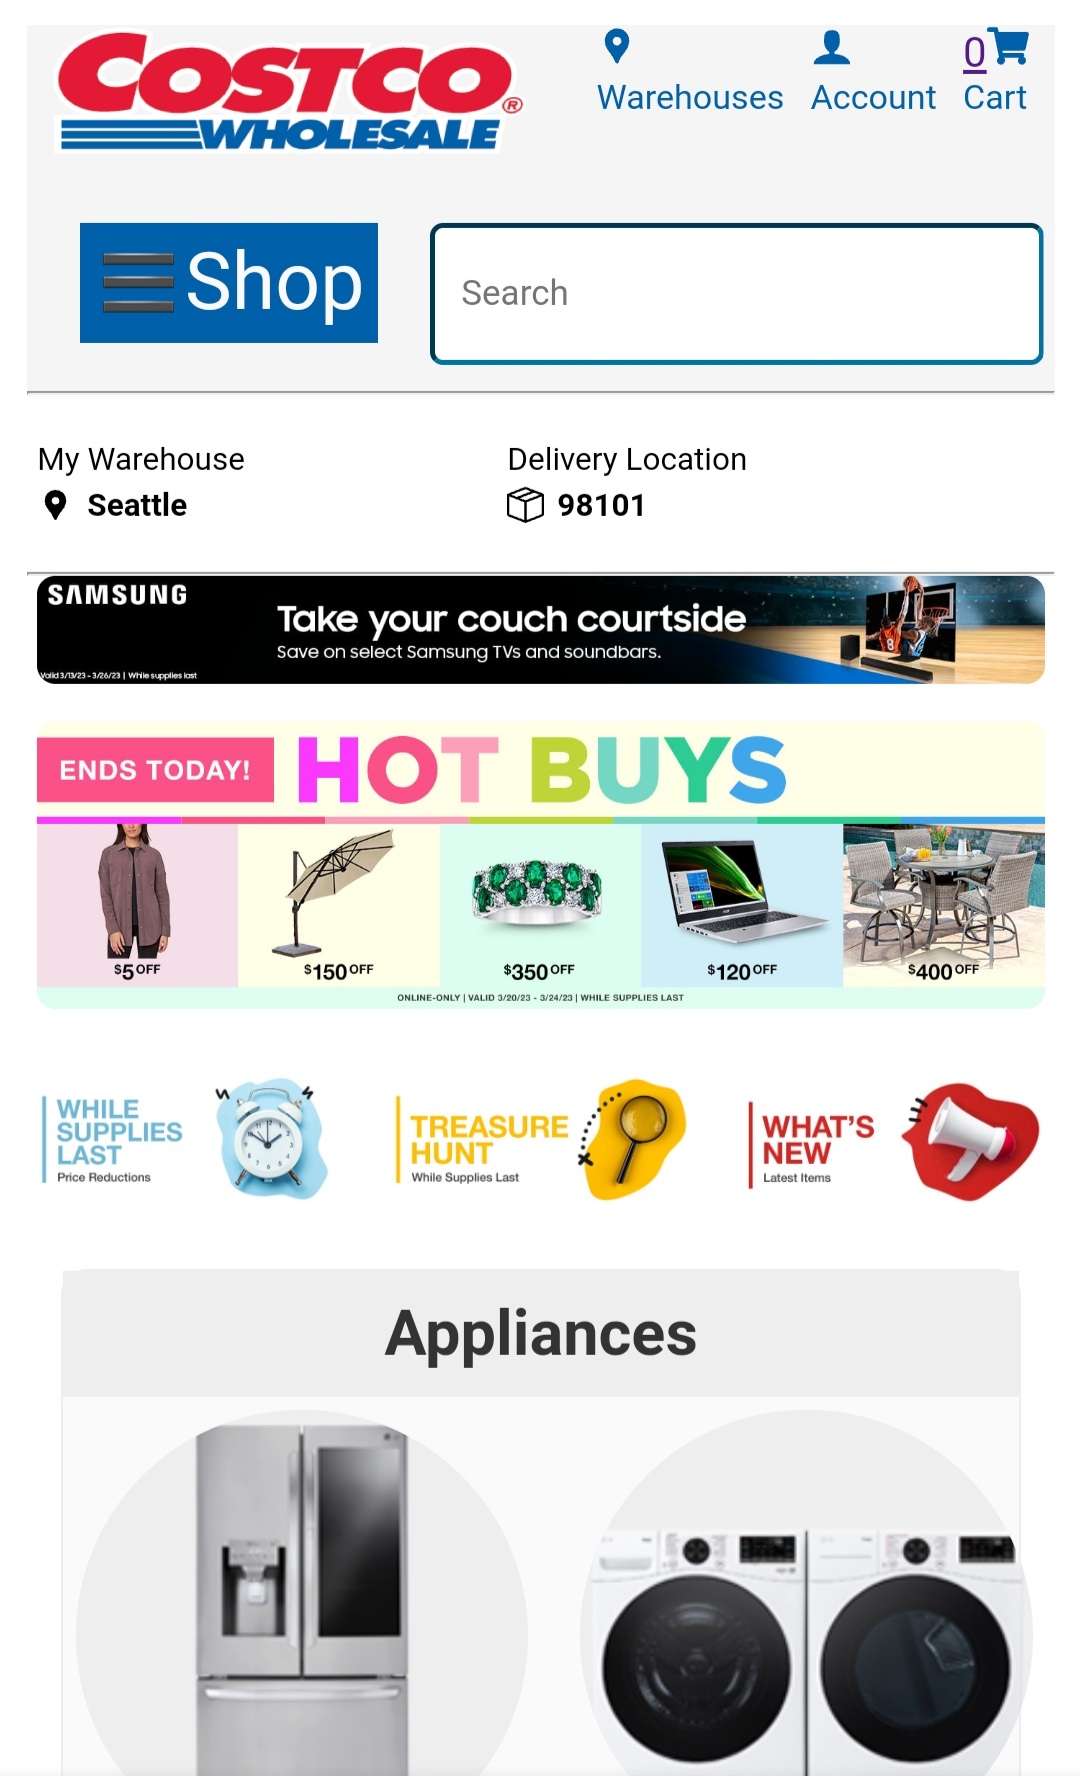 COSTCO
WHOLESALE
Warehouses
Account
0
Cart
Shop
Search
My Warehouse
Seattle
Delivery Location
98101
SAMSUNG
Take your couch courtside
Save on select Samsung TVs and soundbars.
Valid 3/13/23 - 3/26/23 | While supplies last
ENDS TODAY!
HOT BUYS
$5 OFF
$150 OFF
$350 OFF
$120 OFF
$400 OFF
ONLINE-ONLY | VALID 3/20/23 - 3/24/23 | WHILE SUPPLIES LAST
WHILE
SUPPLIES
LAST
Price Reductions
TREASURE
HUNT
While Supplies Last
WHAT'S
NEW
Latest Items
Appliances